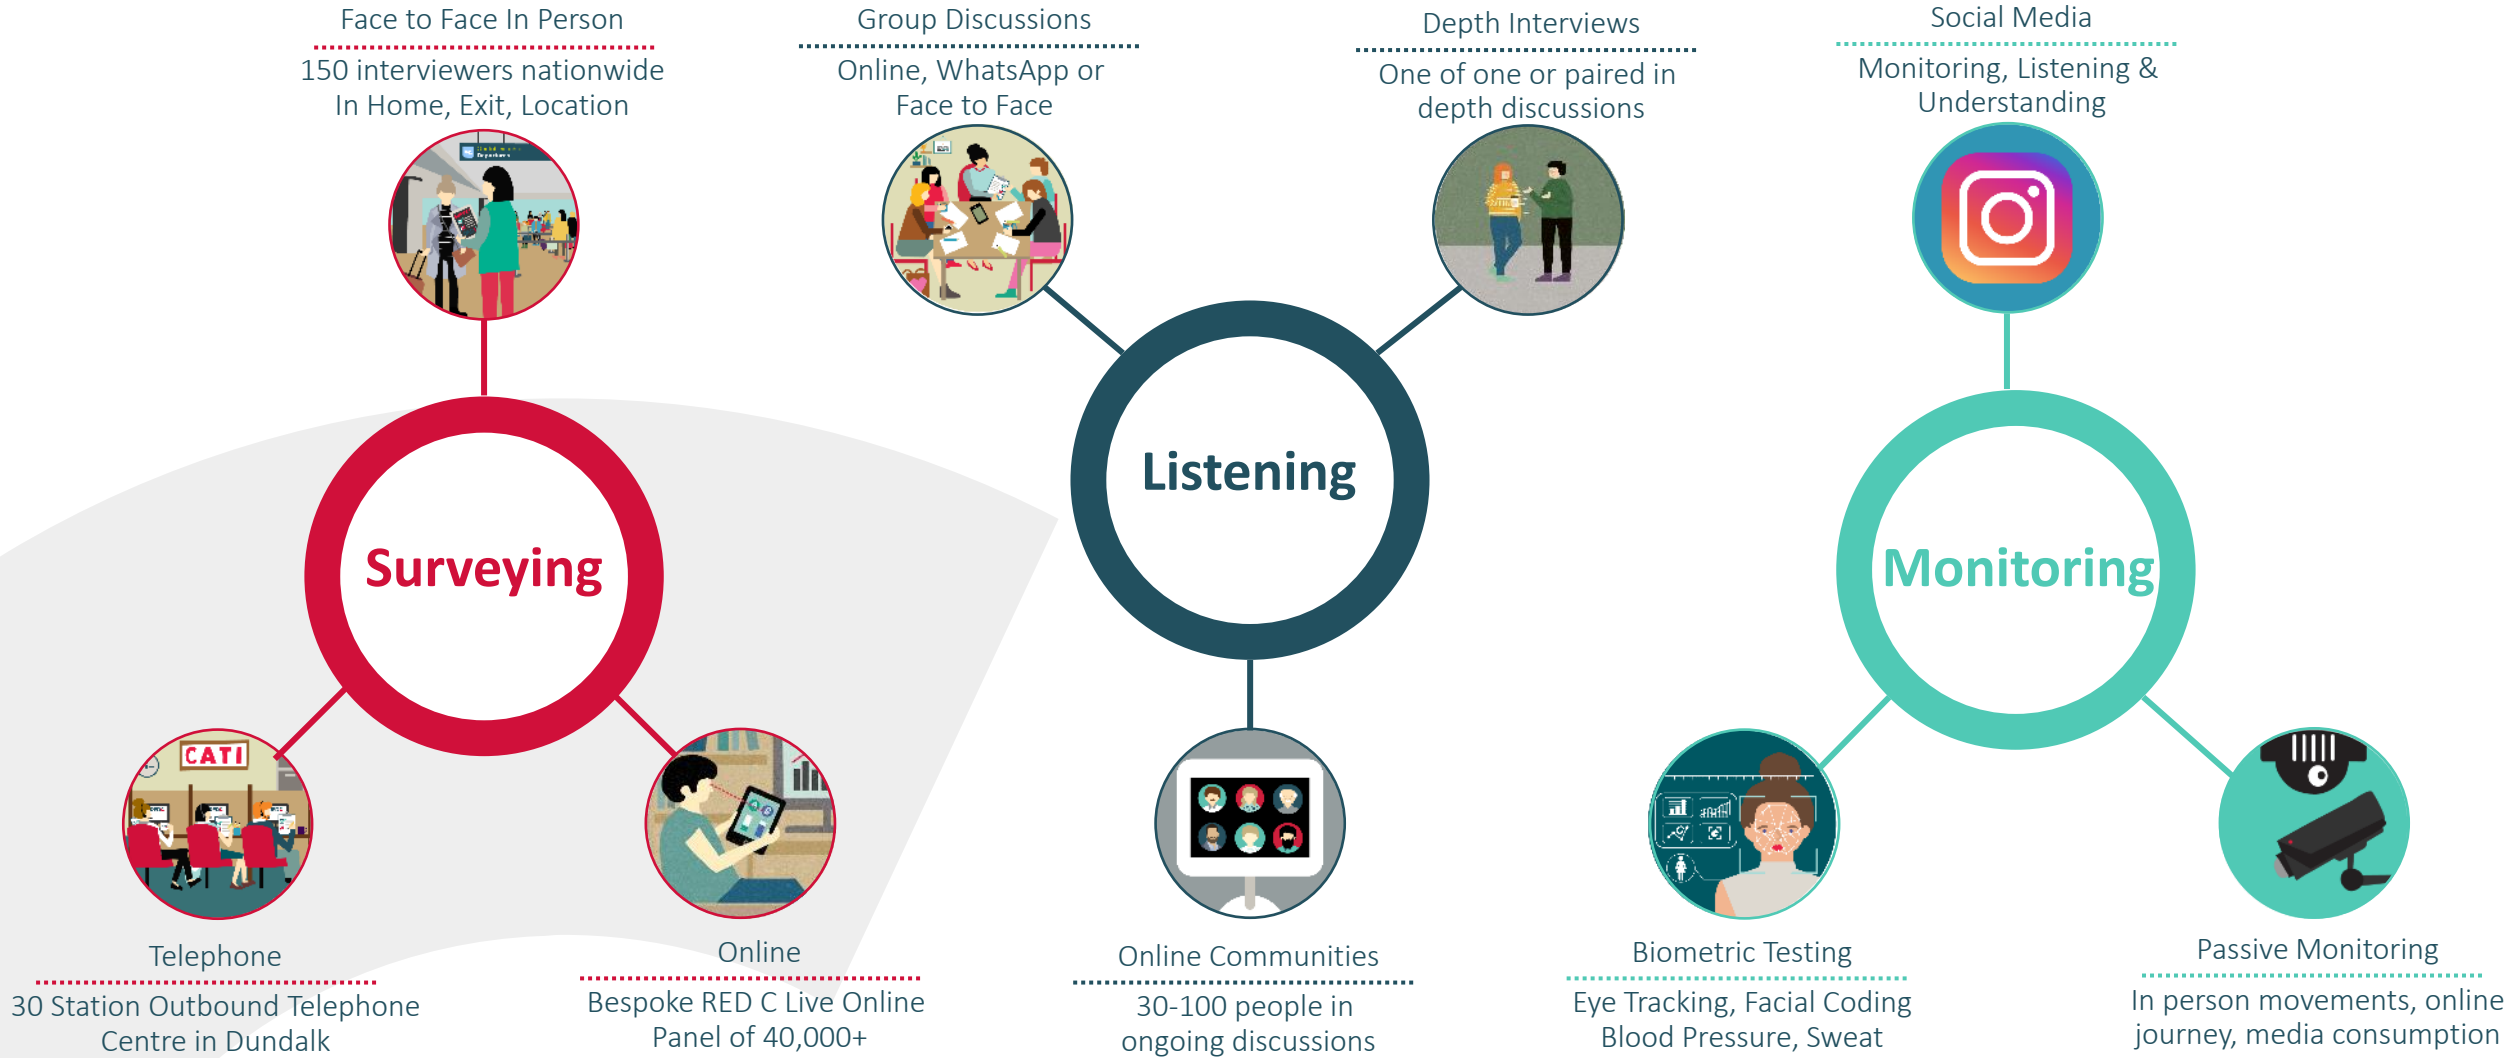 Face to Face In Person
150 interviewers nationwide
In Home, Exit, Location
Group Discussions
Online, WhatsApp or
Face to Face
Depth Interviews
One of one or paired in
depth discussions
Social Media
Monitoring, Listening &
Understanding
Surveying
Listening
Monitoring
CATI
Telephone
30 Station Outbound Telephone
Centre in Dundalk
Online
Bespoke RED C Live Online
Panel of 40,000+
Online Communities
30-100 people in
ongoing discussions
Biometric Testing
Eye Tracking, Facial Coding
Blood Pressure, Sweat
Passive Monitoring
In person movements, online
journey, media consumption